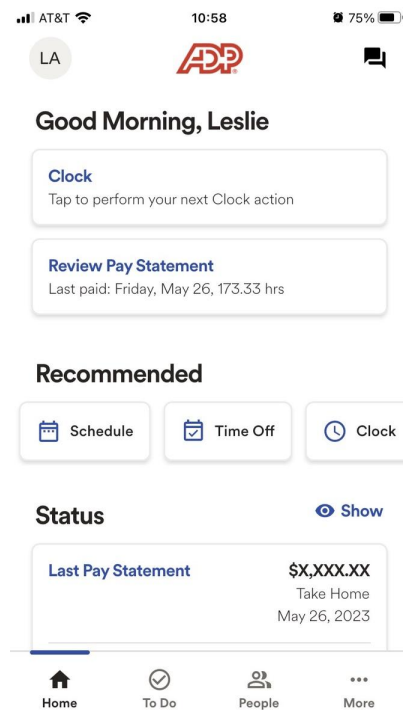 AT&T 10:58 75%
LA ADP
Good Morning, Leslie
Clock
Tap to perform your next Clock action
Review Pay Statement
Last paid: Friday, May 26, 173.33 hrs
Recommended
Schedule Time Off Clock
Status Show
Last Pay Statement $X,XXX.XX
Take Home
May 26, 2023
Home To Do People More